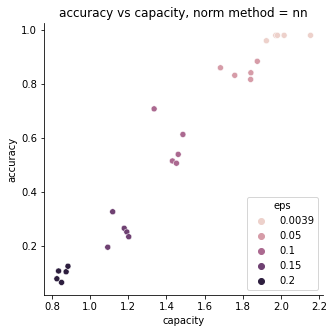 accuracy vs capacity, norm method = nn
1.0
0.8
0.6
0.4
0.2
accuracy
eps
0.0039
0.05
0.1
0.15
0.2
0.8 1.0 1.2 1.4 1.6 1.8 2.0 2.2
capacity